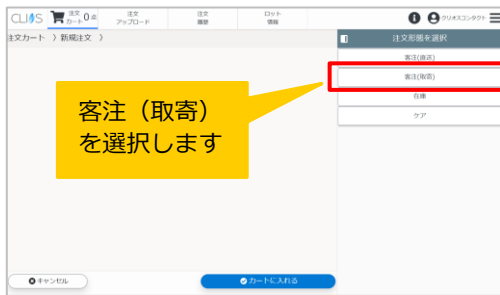 CLIOS
注文
カート
0点
注文
アップロード
注文
履歴
ロット
情報
クリオスコンタクト
注文カート 〉新規注文 〉
注文形態を選択
客注(直送)
客注(取寄)
在庫
ケア
客注（取寄）
を選択します
キャンセル
カートに入れる